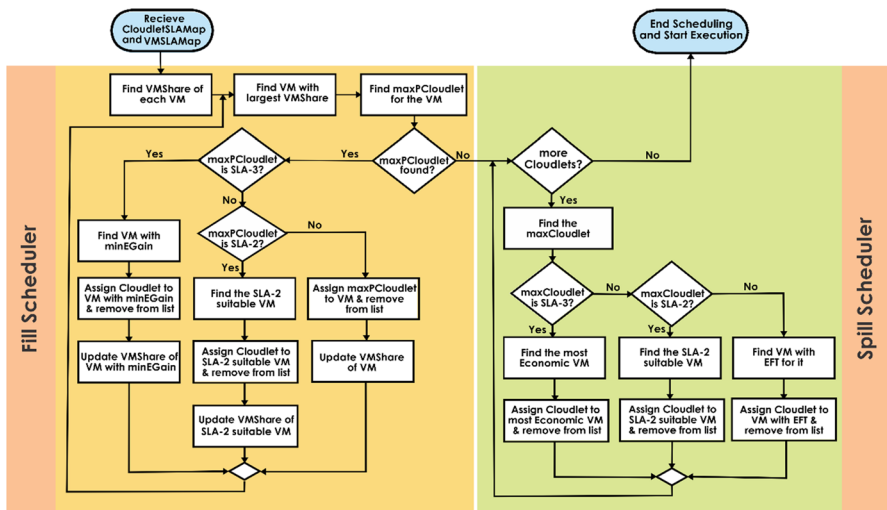 Recieve
CloudletSLAMap
and VMSLAMap
End Scheduling
and Start Execution
Fill Scheduler
Find VMShare of
each VM
Find VM with
largest VMShare
Find maxPCloudlet
for the VM
Yes
maxPCloudlet
is SLA-3?
Yes
maxPCloudlet
found?
No
No
Find VM with
minEGain
maxPCloudlet
is SLA-2?
No
Yes
Assign Cloudlet to
VM with minEGain
& remove from list
Find the SLA-2
suitable VM
Assign maxPCloudlet
to VM & remove
from list
Update VMShare of
VM with minEGain
Assign Cloudlet to
SLA-2 suitable VM
& remove from list
Update VMShare
of VM
Update VMShare of
SLA-2 suitable VM
more
Cloudlets?
No
Yes
Find the
maxCloudlet
maxCloudlet
is SLA-3?
No
maxCloudlet
is SLA-2?
No
Yes
Yes
Find the most
Economic VM
Find the SLA-2
suitable VM
Find VM with
EFT for it
Assign Cloudlet to
most Economic VM
& remove from list
Assign Cloudlet to
SLA-2 suitable VM
& remove from list
Assign Cloudlet to
VM with EFT &
remove from list
Spill Scheduler